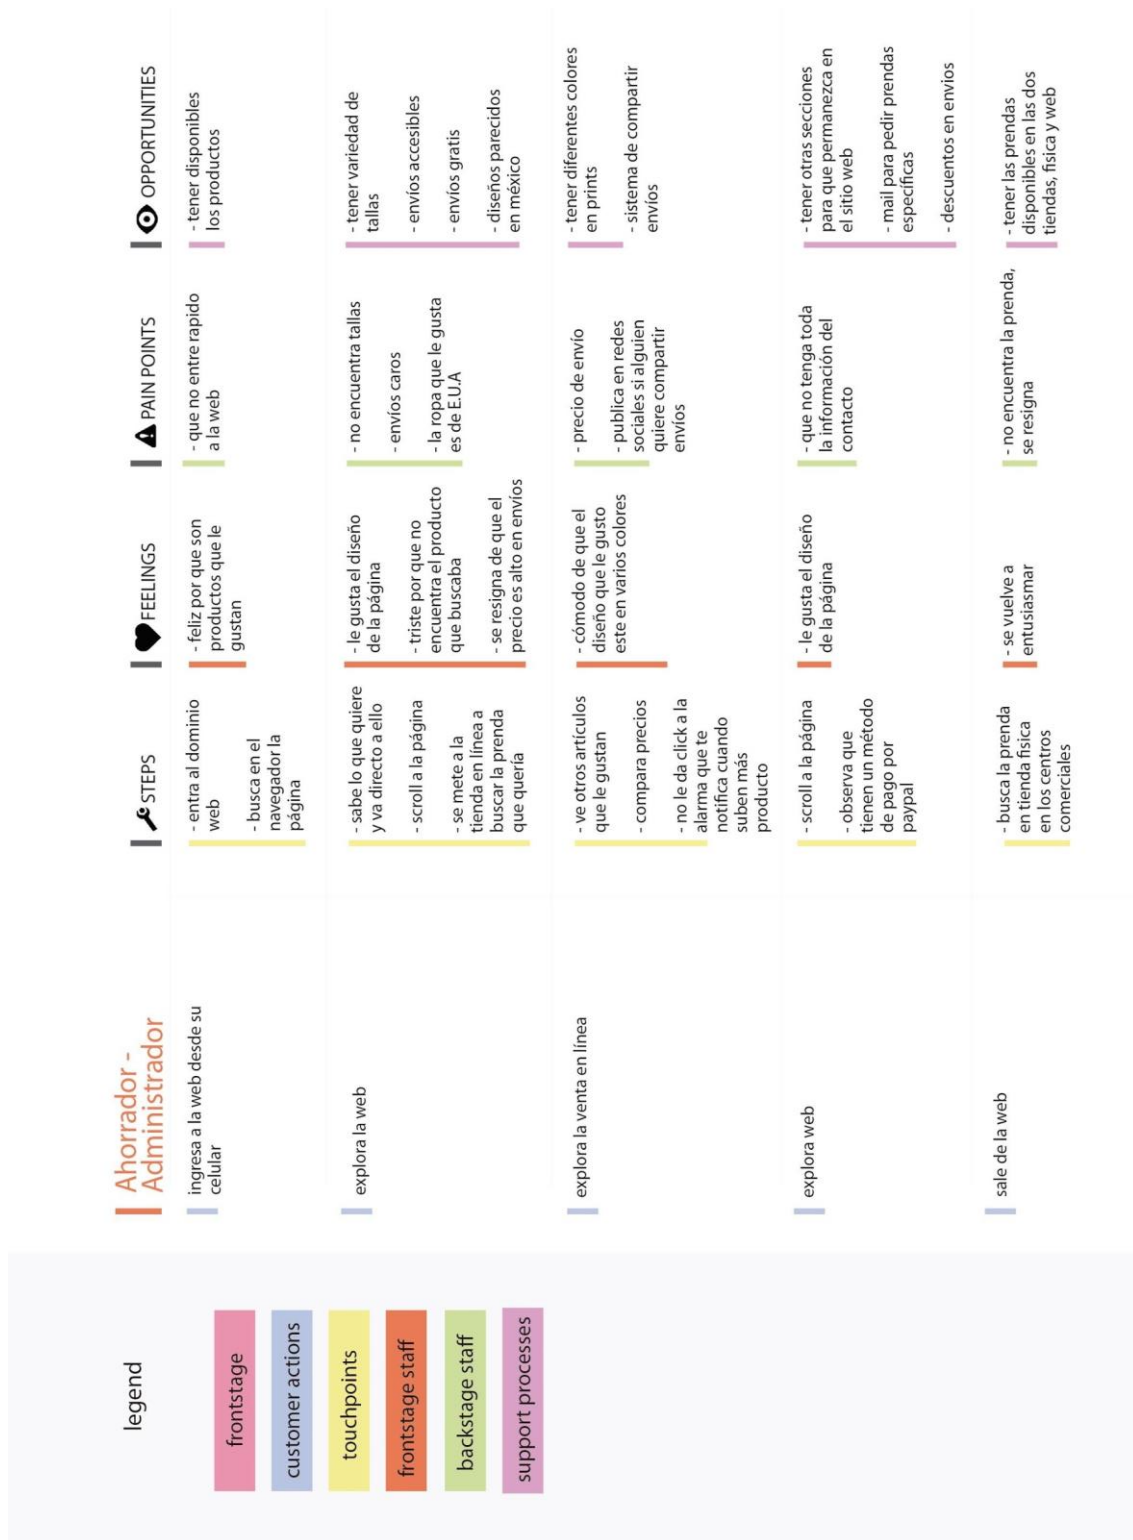 legend
frontstage
customer actions
touchpoints
frontstage staff
backstage staff
support processes
Ahorrador -
Administrador
STEPS
FEELINGS
PAIN POINTS
OPPORTUNITIES
ingresa a la web desde su
celular
- entra al dominio
web
- busca en el
navegador la
página
- feliz por que son
productos que le
gustan
- que no entre rapido
a la web
- tener disponibles
los productos
explora la web
- sabe lo que quiere
y va directo a ello
- scroll a la página
- se mete a la
tienda en línea a
buscar la prenda
que quería
- le gusta el diseño
de la página
- triste por que no
encuentra el producto
que buscaba
- se resigna de que el
precio es alto en envíos
- no encuentra tallas
- envíos caros
- la ropa que le gusta
es de E.U.A
- tener variedad de
tallas
- envíos accesibles
- envíos gratis
- diseños parecidos
en méxico
explora la venta en línea
- ve otros artículos
que le gustan
- compara precios
- no le da click a la
alarma que te
notifica cuando
suben más
producto
- cómodo de que el
diseño que le gusto
este en varios colores
- precio de envío
- publica en redes
sociales si alguien
quiere compartir
envíos
- tener diferentes colores
en prints
- sistema de compartir
envíos
explora web
- scroll a la página
- observa que
tienen un método
de pago por
paypal
- le gusta el diseño
de la página
- que no tenga toda
la información del
contacto
- tener otras secciones
para que permanezca en
el sitio web
- mail para pedir prendas
específicas
- descuentos en envios
sale de la web
- busca la prenda
en tienda física
en los centros
comerciales
- se vuelve a
entusiasmar
- no encuentra la prenda,
se resigna
- tener las prendas
disponibles en las dos
tiendas, física y web